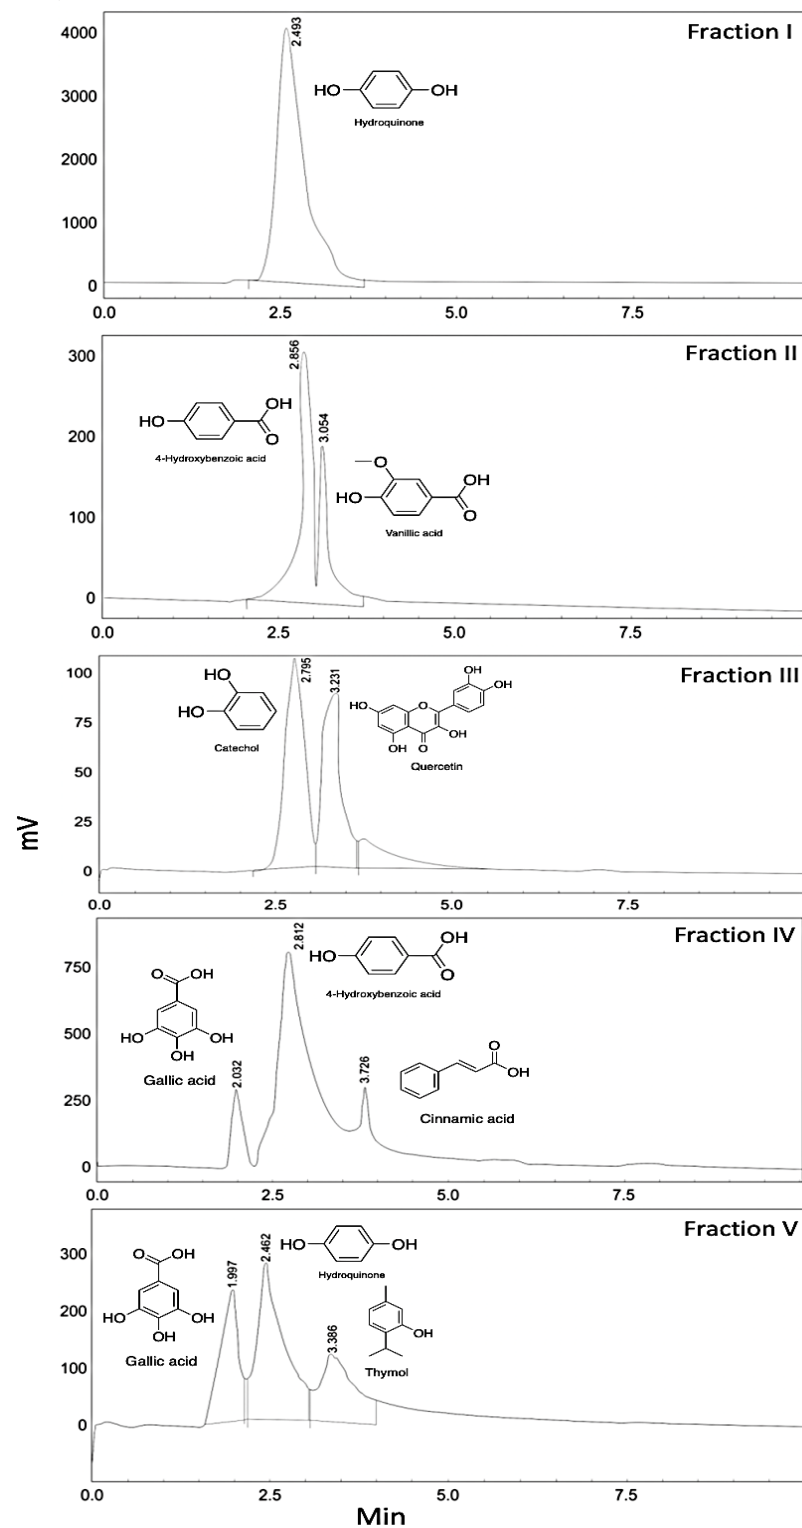 Fraction I
2.493
4000
3000
2000
1000
0
HO OH
Hydroquinone
0.0 2.5 5.0 7.5
Fraction II
2.856
3.054
300
200
100
0
HO OH
O
4-Hydroxybenzoic acid
O
HO OH
O
Vanillic acid
0.0 2.5 5.0 7.5
Fraction III
2.795
3.231
100
75
50
25
0
HO
HO
Catechol
OH
OH
HO O
OH
OH O
Quercetin
0.0 2.5 5.0 7.5
mV
Fraction IV
2.032
2.812
3.726
750
500
250
0
O OH
HO OH
OH
Gallic acid
HO OH
O
4-Hydroxybenzoic acid
O
OH
Cinnamic acid
0.0 2.5 5.0 7.5
Fraction V
1.997
2.462
3.386
300
200
100
0
O OH
HO OH
OH
Gallic acid
HO OH
Hydroquinone
OH
Thymol
0.0 2.5 5.0 7.5
Min